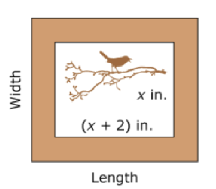 Width
x in.
(x + 2) in.
Length